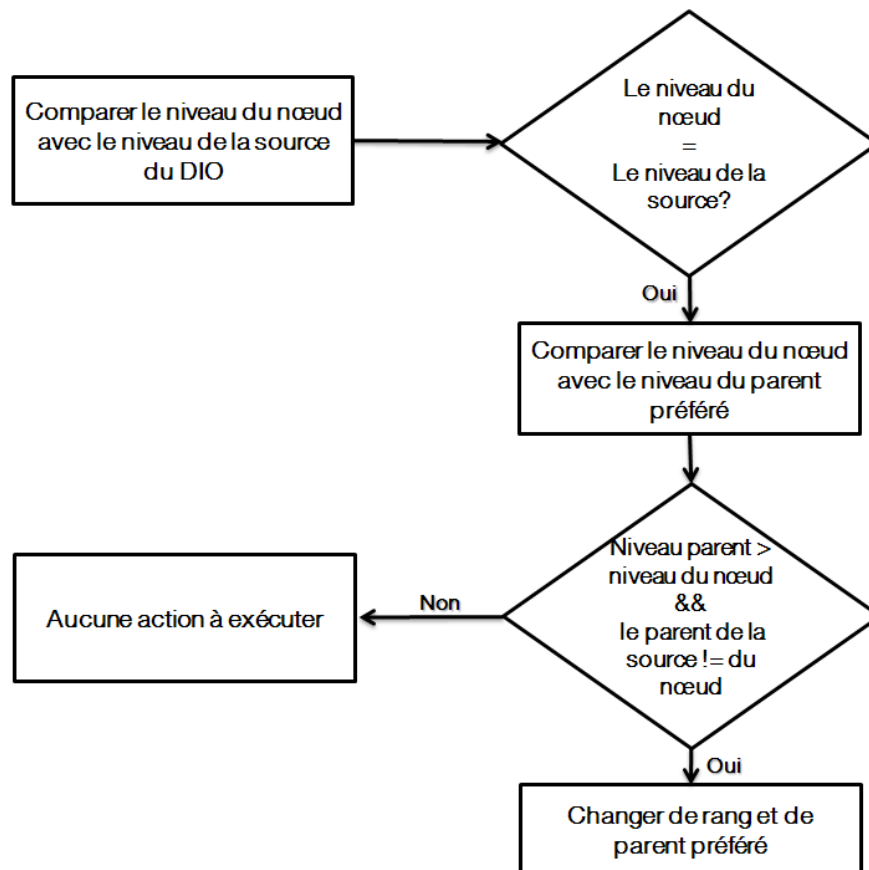 Comparer le niveau du nœud
avec le niveau de la source
du DIO
Le niveau du
nœud
=
Le niveau de la
source?
Oui
Comparer le niveau du nœud
avec le niveau du parent
préféré
Niveau parent >
niveau du nœud
&&
le parent de la
source != du
nœud
Non
Aucune action à exécuter
Oui
Changer de rang et de
parent préféré